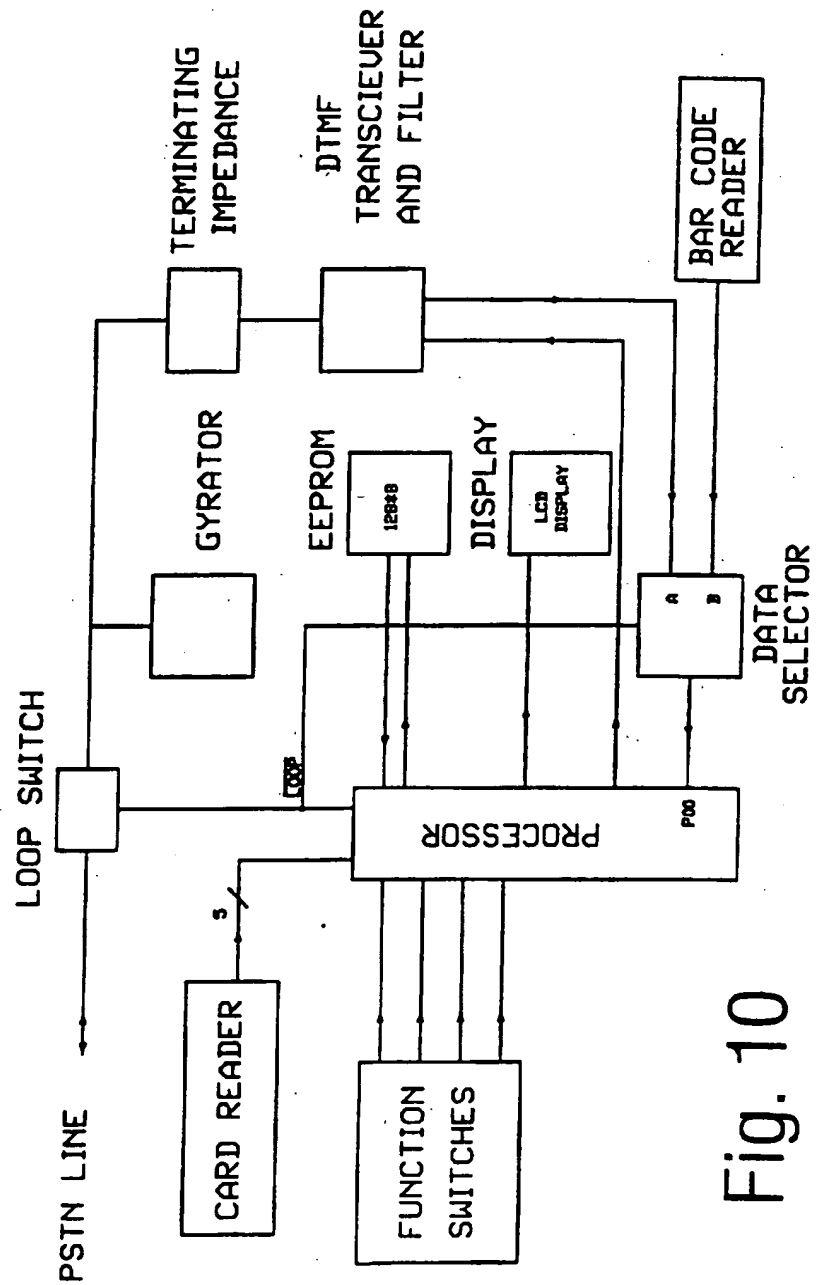 PSTN LINE
LOOP SWITCH
GYRATOR
TERMINATING
IMPEDANCE
CARD READER
5
LOOP
EEPROM
128*8
DTMF
TRANSCIEVER
AND FILTER
FUNCTION
SWITCHES
PROCESSOR
P00
DISPLAY
LCD
DISPLAY
A
B
DATA
SELECTOR
BAR CODE
READER
Fig. 10